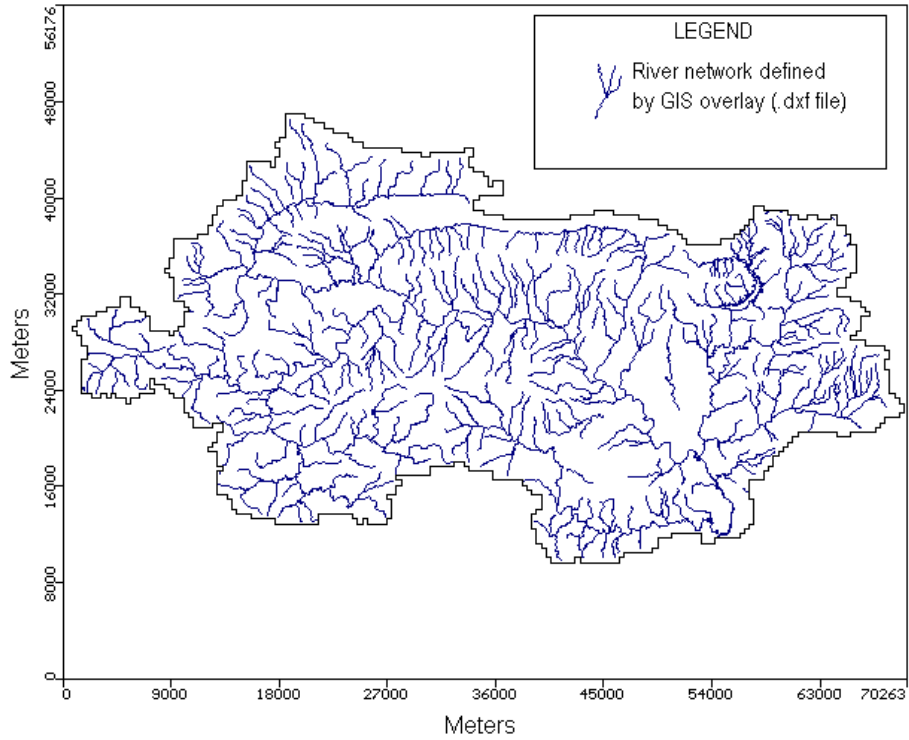 56176
LEGEND
River network defined
by GIS overlay (.dxf file)
48000
40000
32000
Meters
24000
16000
8000
0
0 9000 18000 27000 36000 45000 54000 63000 70263
Meters